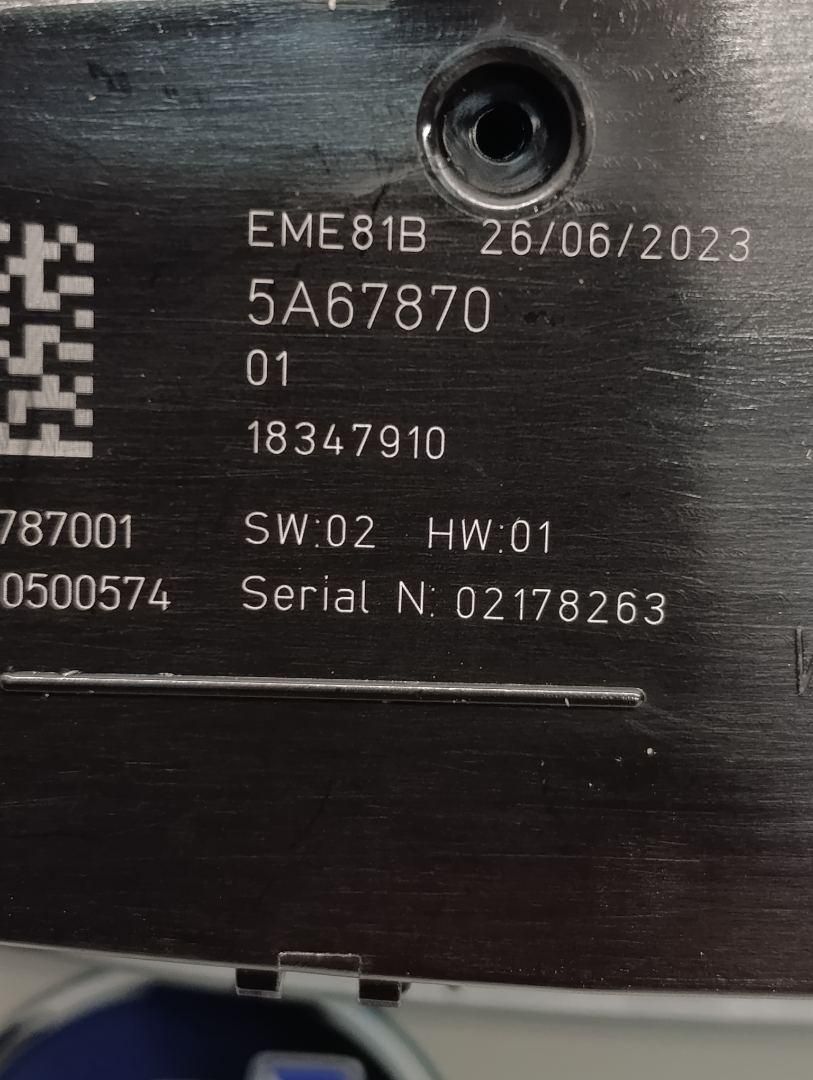 EME81B 26/06/2023
5A67870
01
18347910
787001 SW:02 HW:01
0500574 Serial N: 02178263